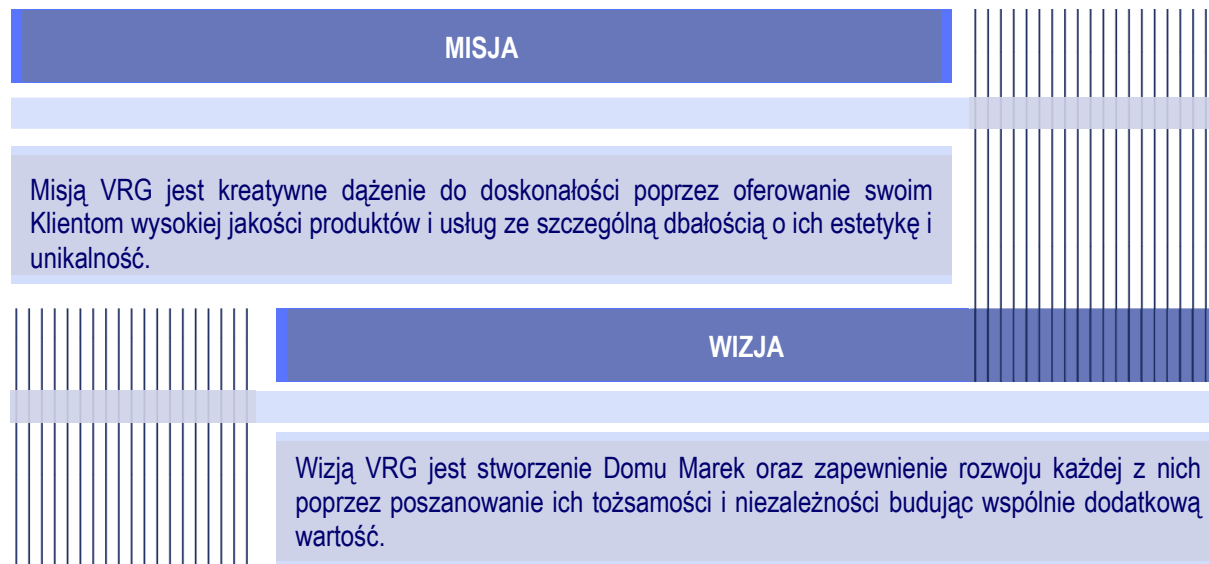 MISJA
Misją VRG jest kreatywne dążenie do doskonałości poprzez oferowanie swoim
Klientom wysokiej jakości produktów i usług ze szczególną dbałością o ich estetykę i
unikalność.
WIZJA
Wizją VRG jest stworzenie Domu Marek oraz zapewnienie rozwoju każdej z nich
poprzez poszanowanie ich tożsamości i niezależności budując wspólnie dodatkową
wartość.